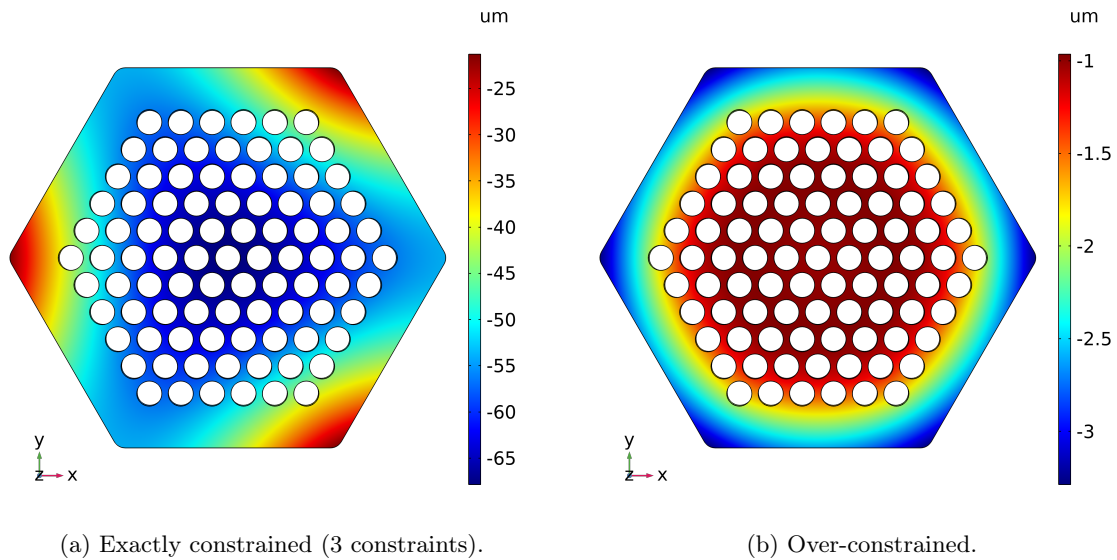 um
-25
-30
-35
-40
-45
-50
-55
-60
-65
y
z x
(a) Exactly constrained (3 constraints).
um
-1
-1.5
-2
-2.5
-3
y
z x
(b) Over-constrained.